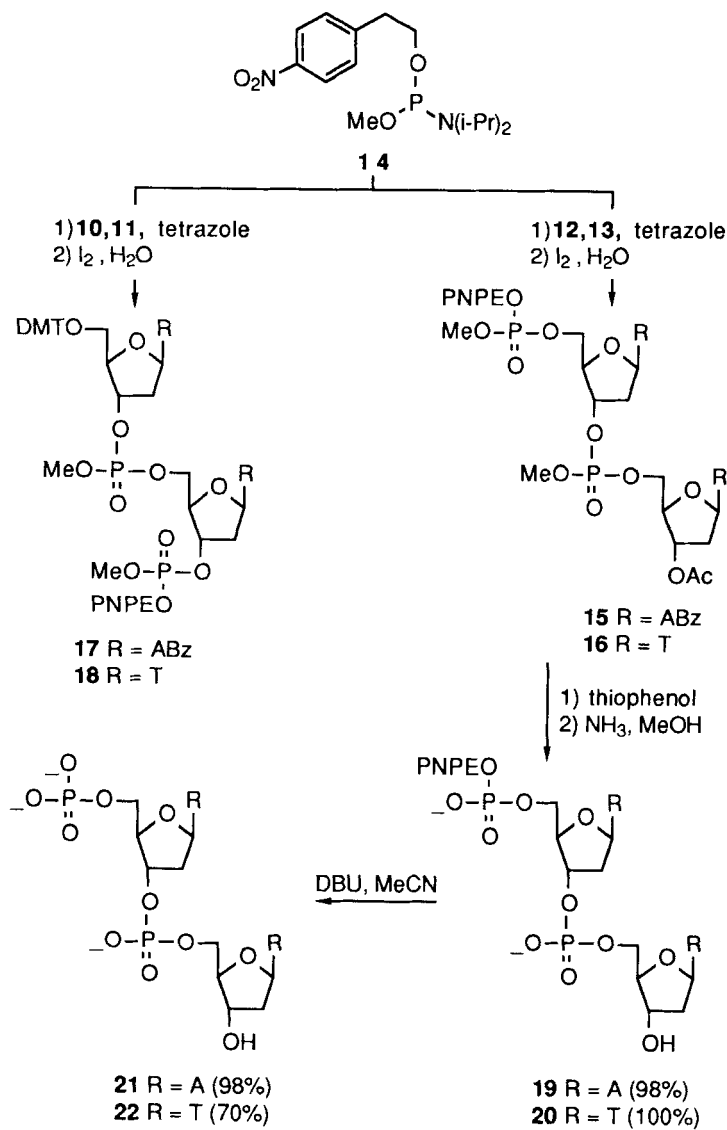 O₂N
O
P
MeO
N(i-Pr)₂
14
1) 10,11, tetrazole
2) I₂ , H₂O
1) 12,13, tetrazole
2) I₂ , H₂O
DMTO
O
R
O
MeO–P–O
O
O
R
O
MeO–P–O
PNPEO
17 R = ABz
18 R = T
PNPEO
MeO–P–O
O
O
R
O
MeO–P–O
O
O
R
OAc
15 R = ABz
16 R = T
1) thiophenol
2) NH₃, MeOH
_O
_O–P–O
O
O
R
O
_O–P–O
O
O
R
OH
21 R = A (98%)
22 R = T (70%)
DBU, MeCN
PNPEO
_O–P–O
O
O
R
O
_O–P–O
O
O
R
OH
19 R = A (98%)
20 R = T (100%)